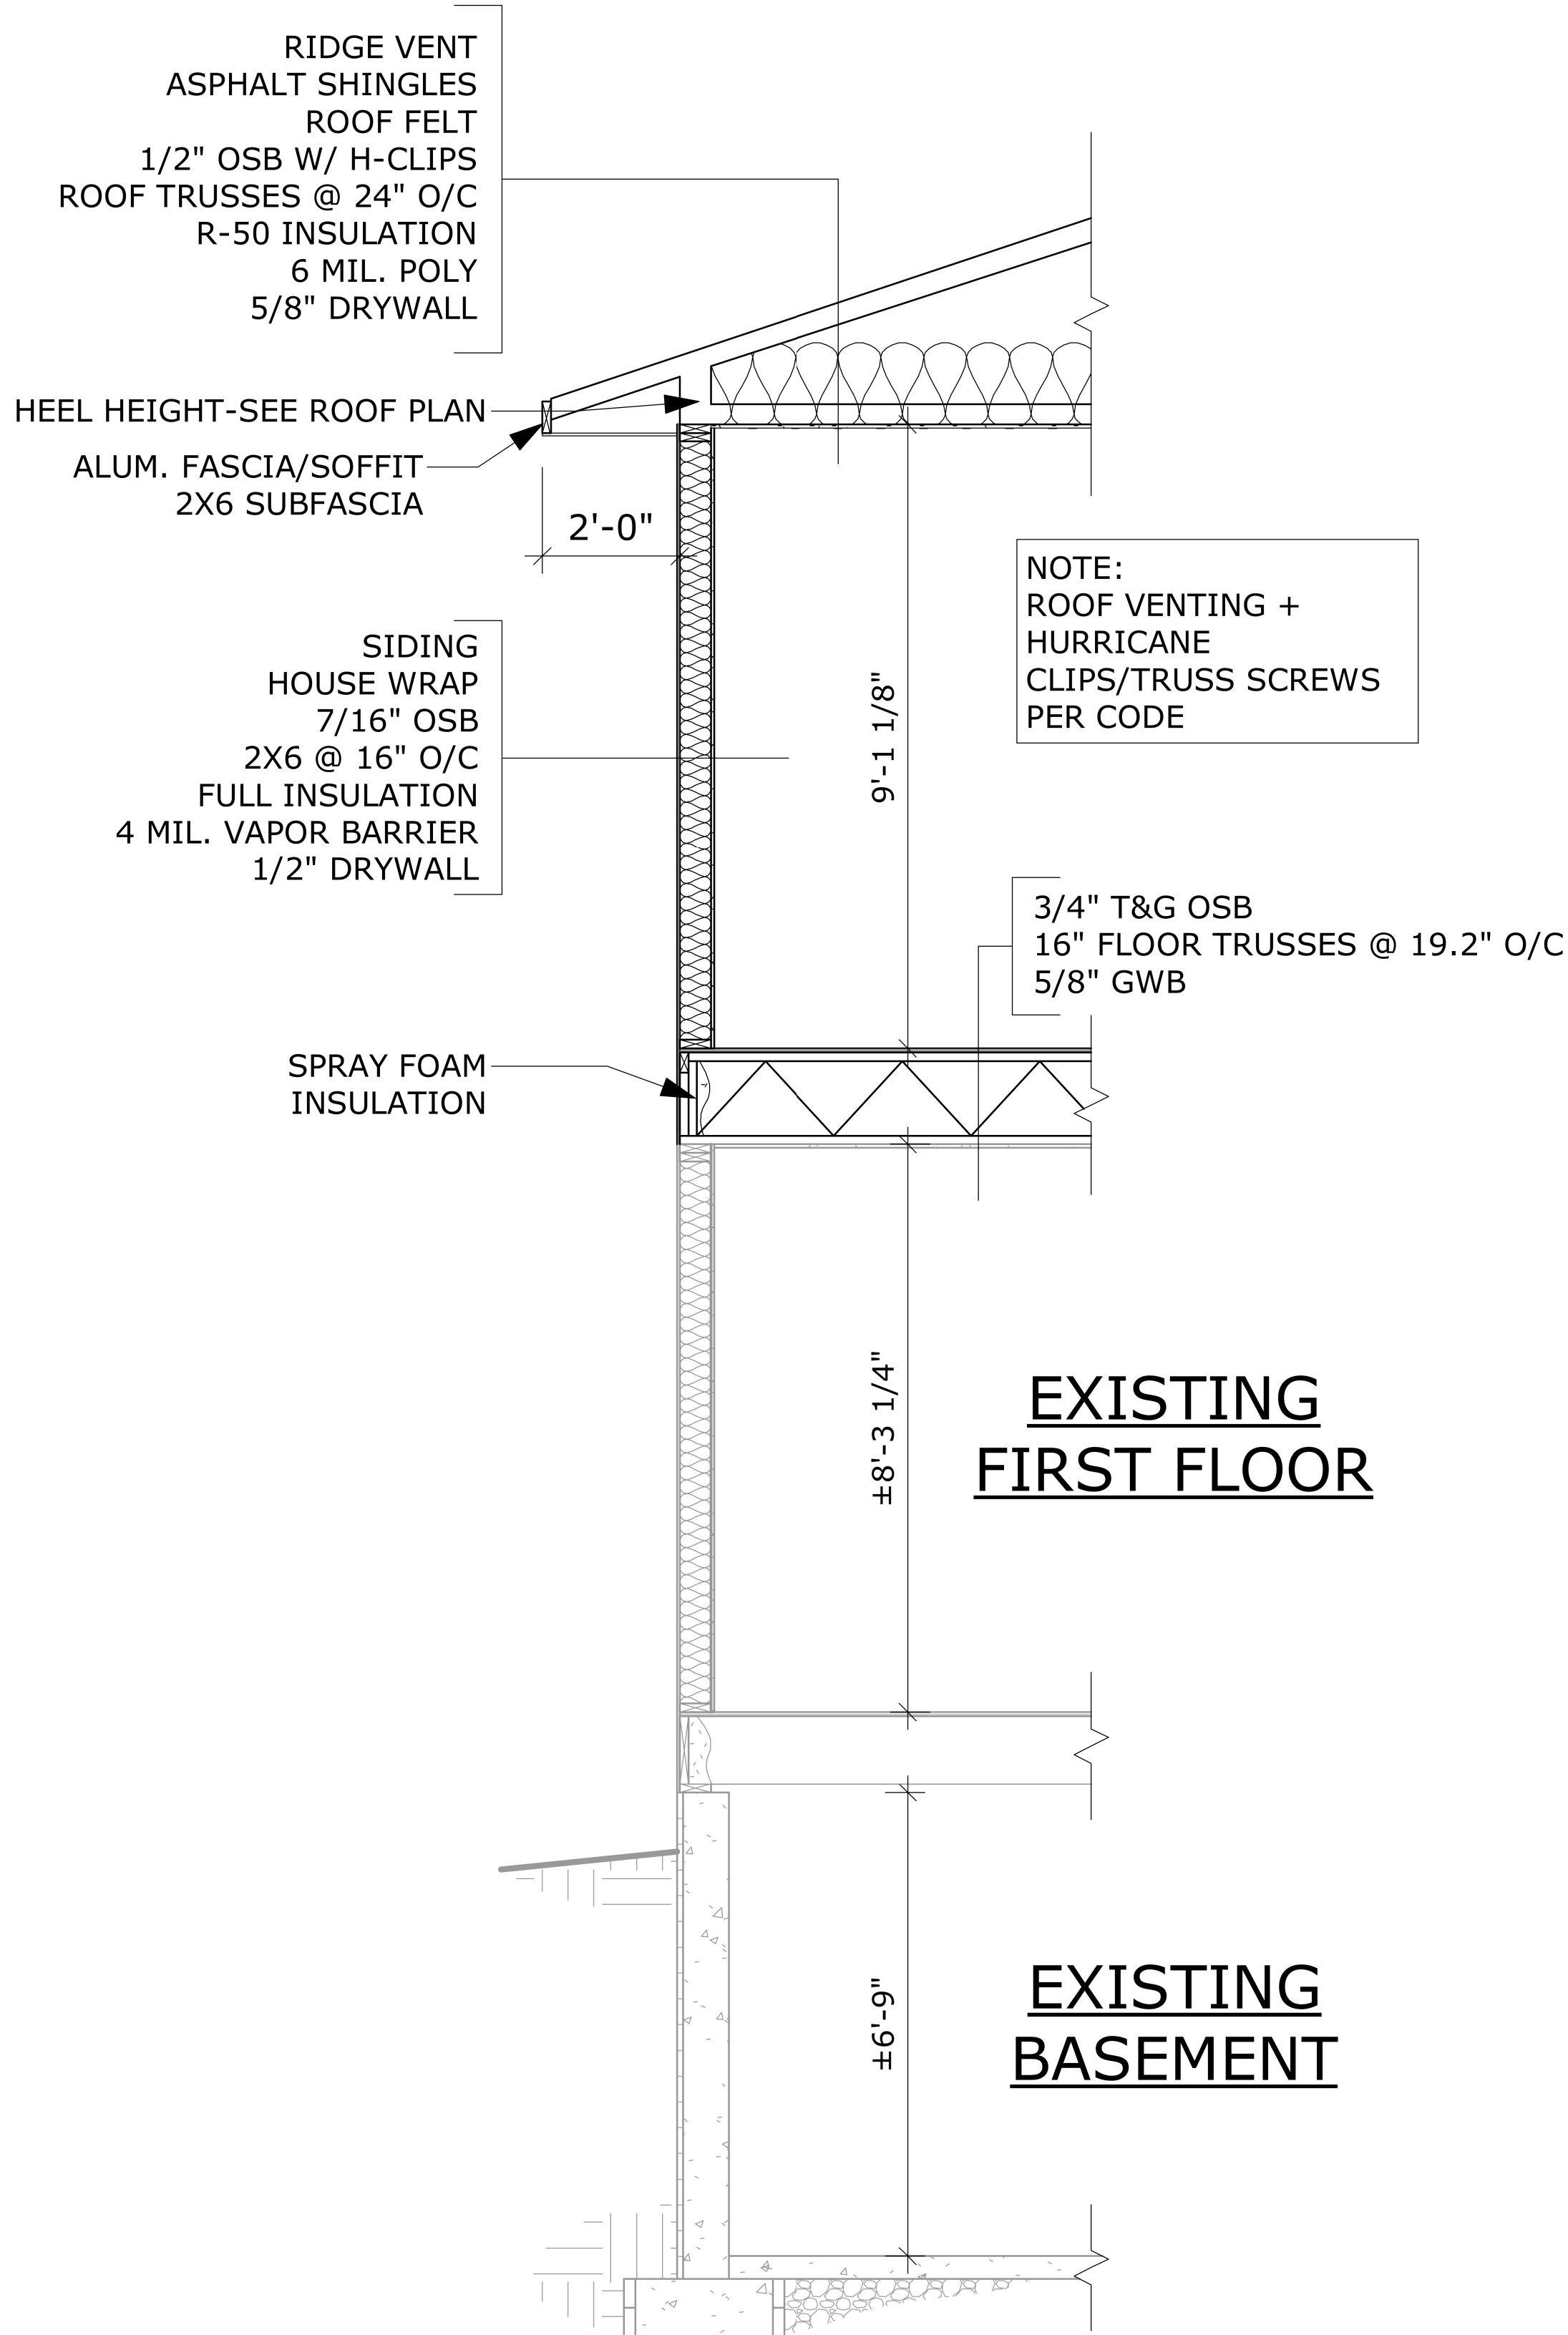 RIDGE VENT
ASPHALT SHINGLES
ROOF FELT
1/2" OSB W/ H-CLIPS
ROOF TRUSSES @ 24" O/C
R-50 INSULATION
6 MIL. POLY
5/8" DRYWALL
HEEL HEIGHT-SEE ROOF PLAN
ALUM. FASCIA/SOFFIT
2X6 SUBFASCIA
2'-0"
NOTE:
ROOF VENTING +
HURRICANE
CLIPS/TRUSS SCREWS
PER CODE
SIDING
HOUSE WRAP
7/16" OSB
2X6 @ 16" O/C
FULL INSULATION
4 MIL. VAPOR BARRIER
1/2" DRYWALL
9'-1 1/8"
3/4" T&G OSB
16" FLOOR TRUSSES @ 19.2" O/C
5/8" GWB
SPRAY FOAM
INSULATION
±8'-3 1/4"
EXISTING
FIRST FLOOR
±6'-9"
EXISTING
BASEMENT